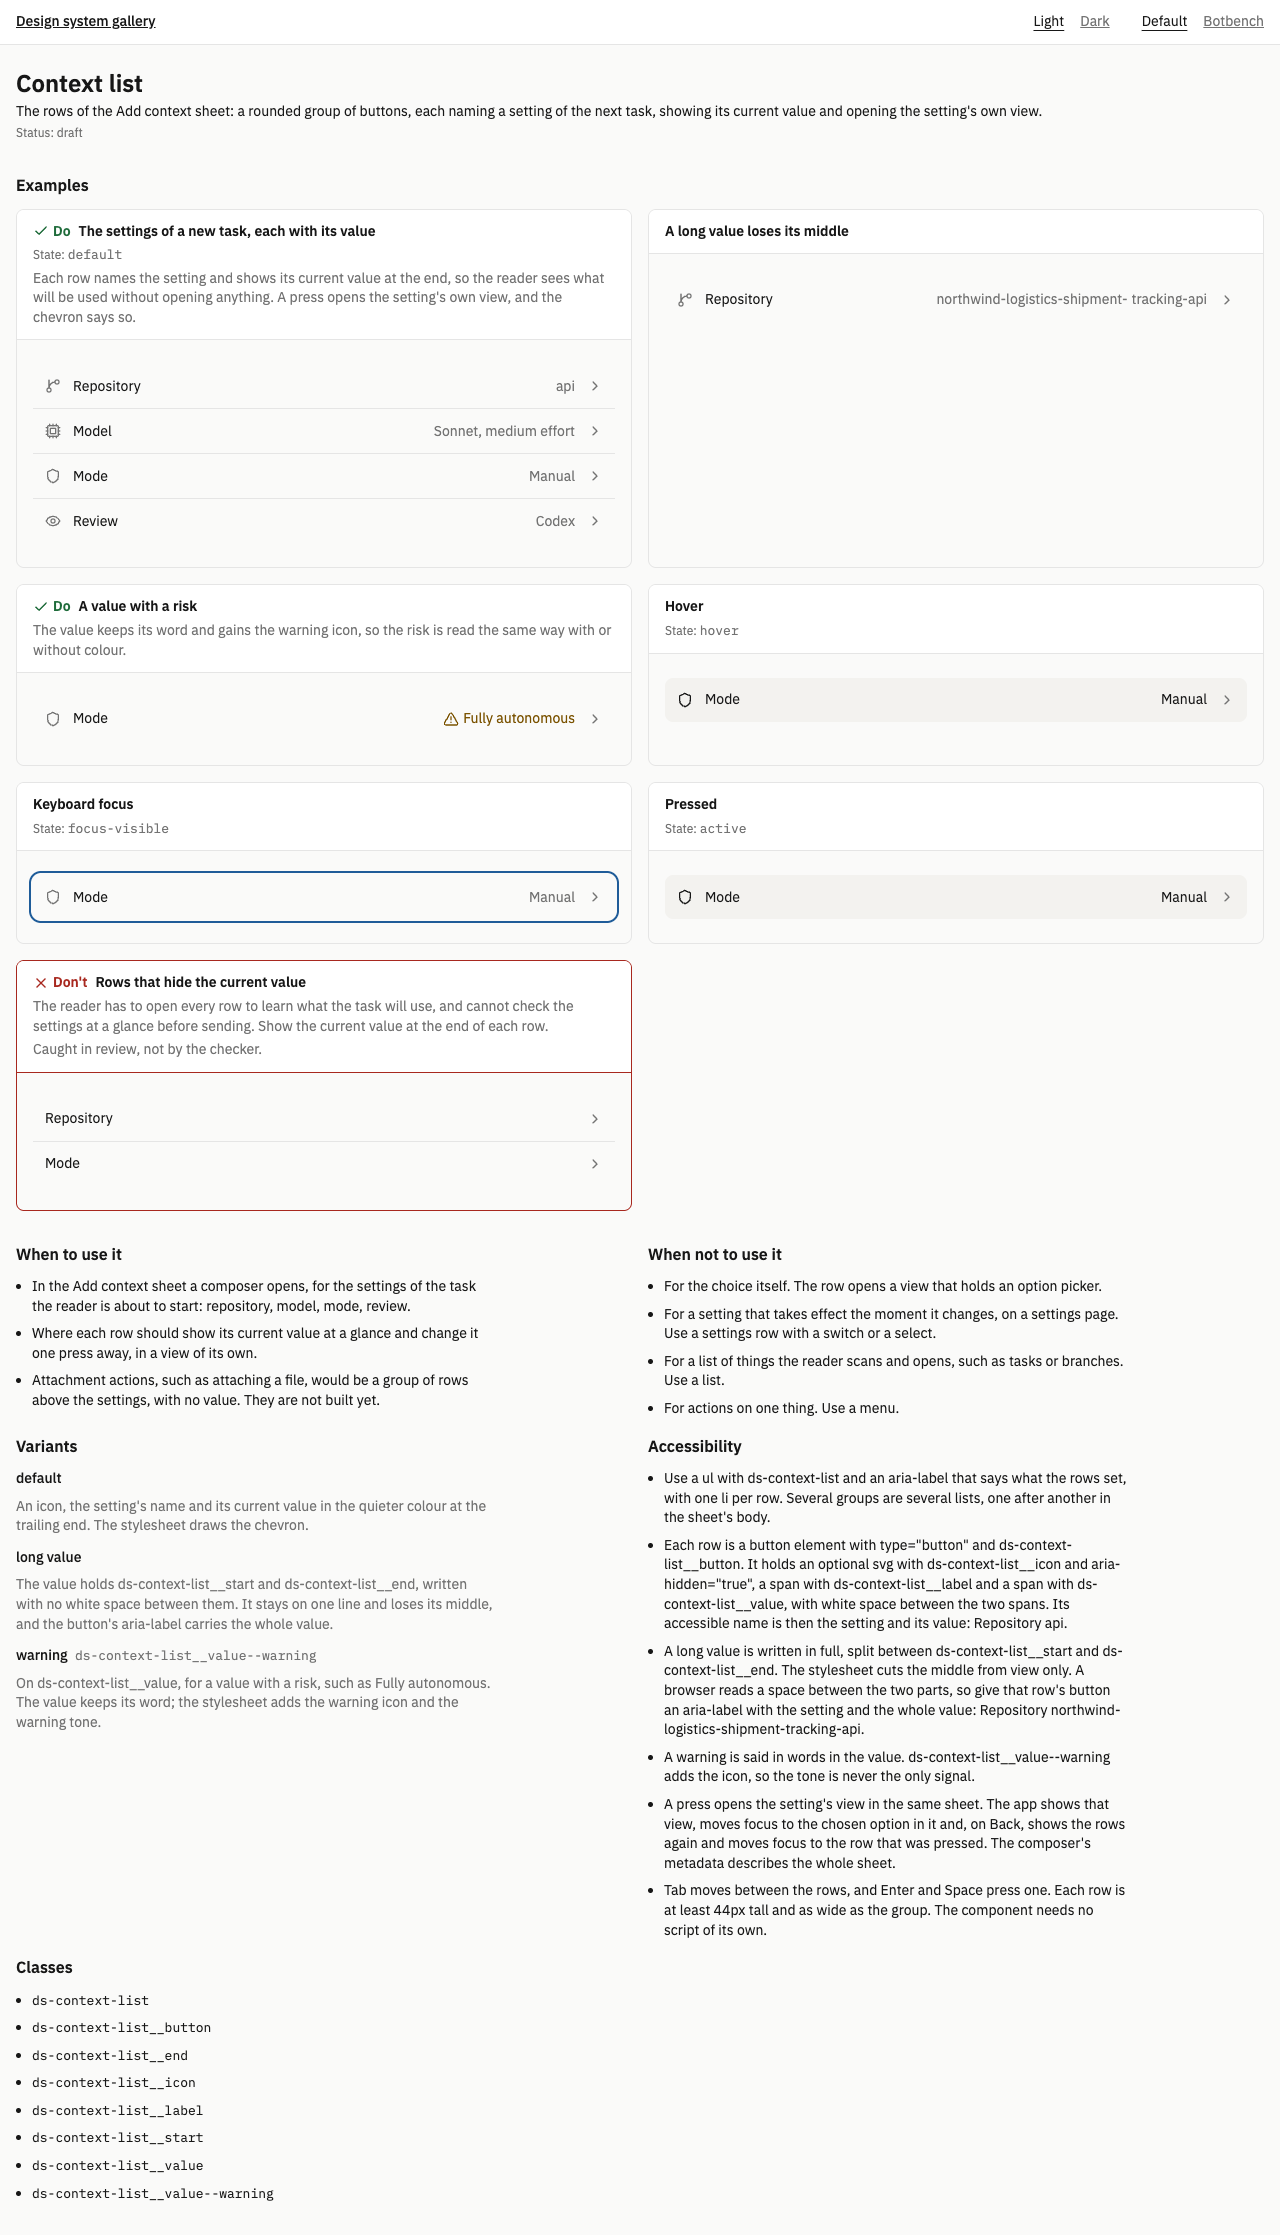 Design system gallery
Light Dark Default Botbench
Context list
The rows of the Add context sheet: a rounded group of buttons, each naming a setting of the next task, showing its current value and opening the setting's own view.
Status: draft
Examples
Do The settings of a new task, each with its value
State: default
Each row names the setting and shows its current value at the end, so the reader sees what
will be used without opening anything. A press opens the setting's own view, and the
chevron says so.
Repository api
Model Sonnet, medium effort
Mode Manual
Review Codex
A long value loses its middle
Repository northwind-logistics-shipment- tracking-api
Do A value with a risk
The value keeps its word and gains the warning icon, so the risk is read the same way with or
without colour.
Mode Fully autonomous
Hover
State: hover
Mode Manual
Keyboard focus
State: focus-visible
Mode Manual
Pressed
State: active
Mode Manual
Don't Rows that hide the current value
The reader has to open every row to learn what the task will use, and cannot check the
settings at a glance before sending. Show the current value at the end of each row.
Caught in review, not by the checker.
Repository
Mode
When to use it
In the Add context sheet a composer opens, for the settings of the task
the reader is about to start: repository, model, mode, review.
Where each row should show its current value at a glance and change it
one press away, in a view of its own.
Attachment actions, such as attaching a file, would be a group of rows
above the settings, with no value. They are not built yet.
When not to use it
For the choice itself. The row opens a view that holds an option picker.
For a setting that takes effect the moment it changes, on a settings page.
Use a settings row with a switch or a select.
For a list of things the reader scans and opens, such as tasks or branches.
Use a list.
For actions on one thing. Use a menu.
Variants
default
An icon, the setting's name and its current value in the quieter colour at the
trailing end. The stylesheet draws the chevron.
long value
The value holds ds-context-list__start and ds-context-list__end, written
with no white space between them. It stays on one line and loses its middle,
and the button's aria-label carries the whole value.
warning ds-context-list__value--warning
On ds-context-list__value, for a value with a risk, such as Fully autonomous.
The value keeps its word; the stylesheet adds the warning icon and the
warning tone.
Accessibility
Use a ul with ds-context-list and an aria-label that says what the rows set,
with one li per row. Several groups are several lists, one after another in
the sheet's body.
Each row is a button element with type="button" and ds-context-
list__button. It holds an optional svg with ds-context-list__icon and aria-
hidden="true", a span with ds-context-list__label and a span with ds-
context-list__value, with white space between the two spans. Its
accessible name is then the setting and its value: Repository api.
A long value is written in full, split between ds-context-list__start and ds-
context-list__end. The stylesheet cuts the middle from view only. A
browser reads a space between the two parts, so give that row's button
an aria-label with the setting and the whole value: Repository northwind-
logistics-shipment-tracking-api.
A warning is said in words in the value. ds-context-list__value--warning
adds the icon, so the tone is never the only signal.
A press opens the setting's view in the same sheet. The app shows that
view, moves focus to the chosen option in it and, on Back, shows the rows
again and moves focus to the row that was pressed. The composer's
metadata describes the whole sheet.
Tab moves between the rows, and Enter and Space press one. Each row is
at least 44px tall and as wide as the group. The component needs no
script of its own.
Classes
ds-context-list
ds-context-list__button
ds-context-list__end
ds-context-list__icon
ds-context-list__label
ds-context-list__start
ds-context-list__value
ds-context-list__value--warning